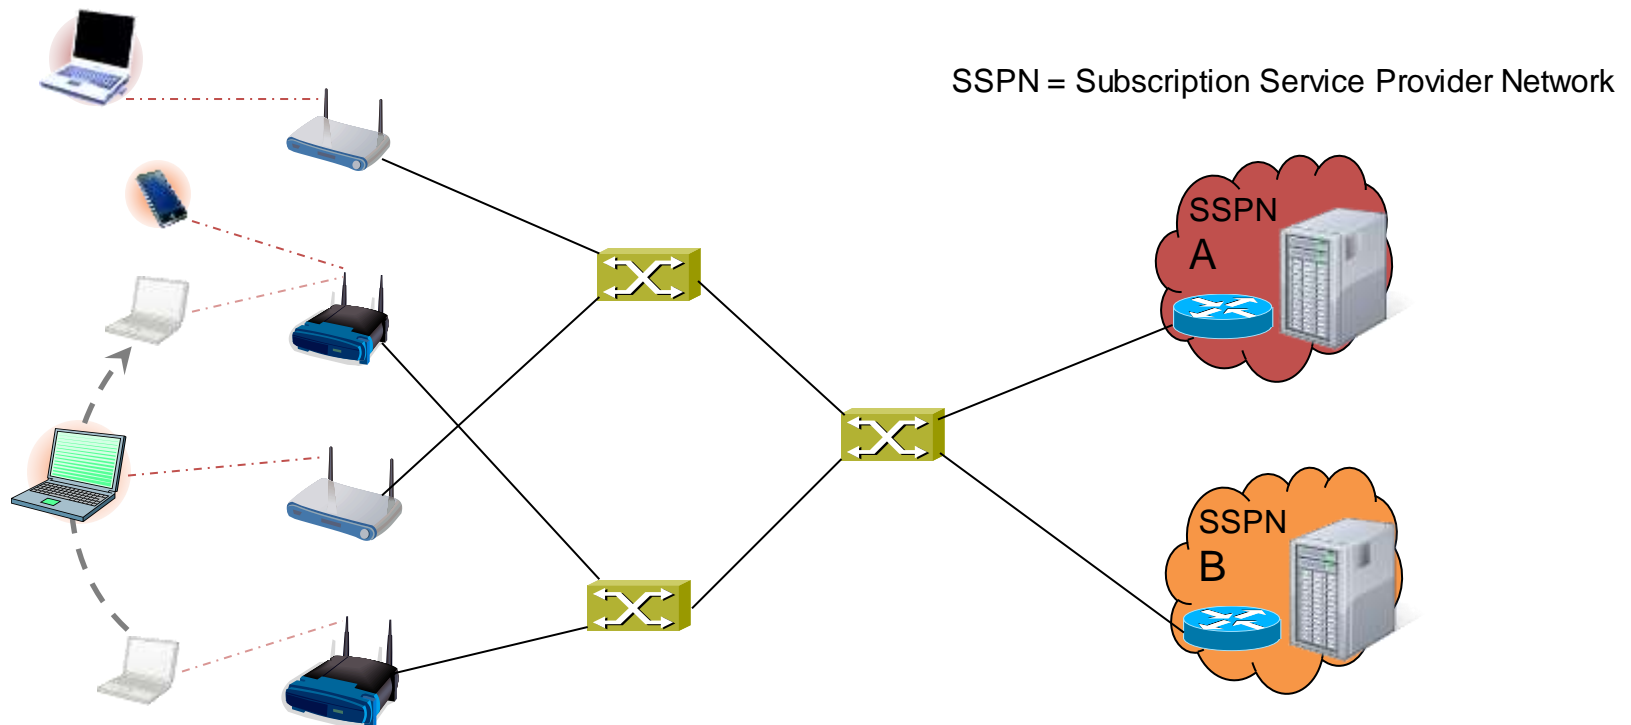 SSPN = Subscription Service Provider Network
SSPN
A
SSPN
B